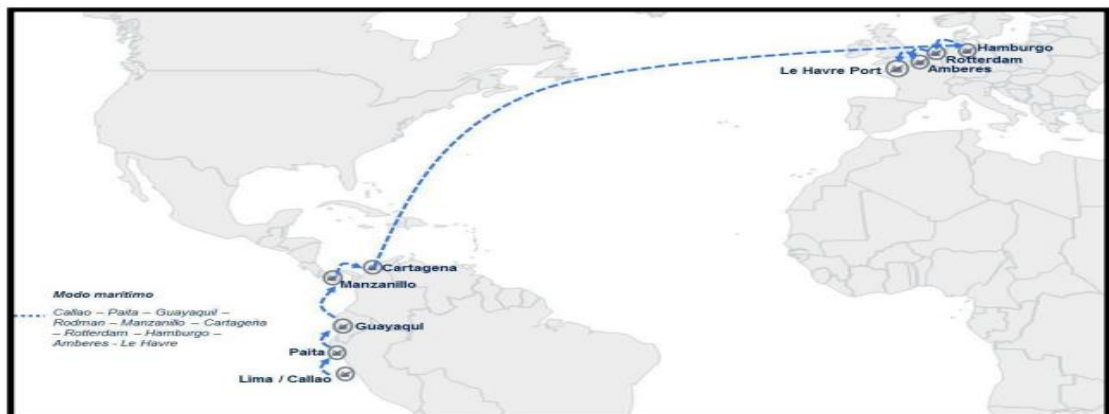 Hamburgo
Rotterdam
Le Havre Port
Amberes
Cartagena
Manzanillo
Modo marítimo
Callao – Paita – Guayaquil –
Rodman – Manzanillo – Cartagena
– Rotterdam – Hamburgo –
Amberes - Le Havre
Guayaqul
Paita
Lima / Callao